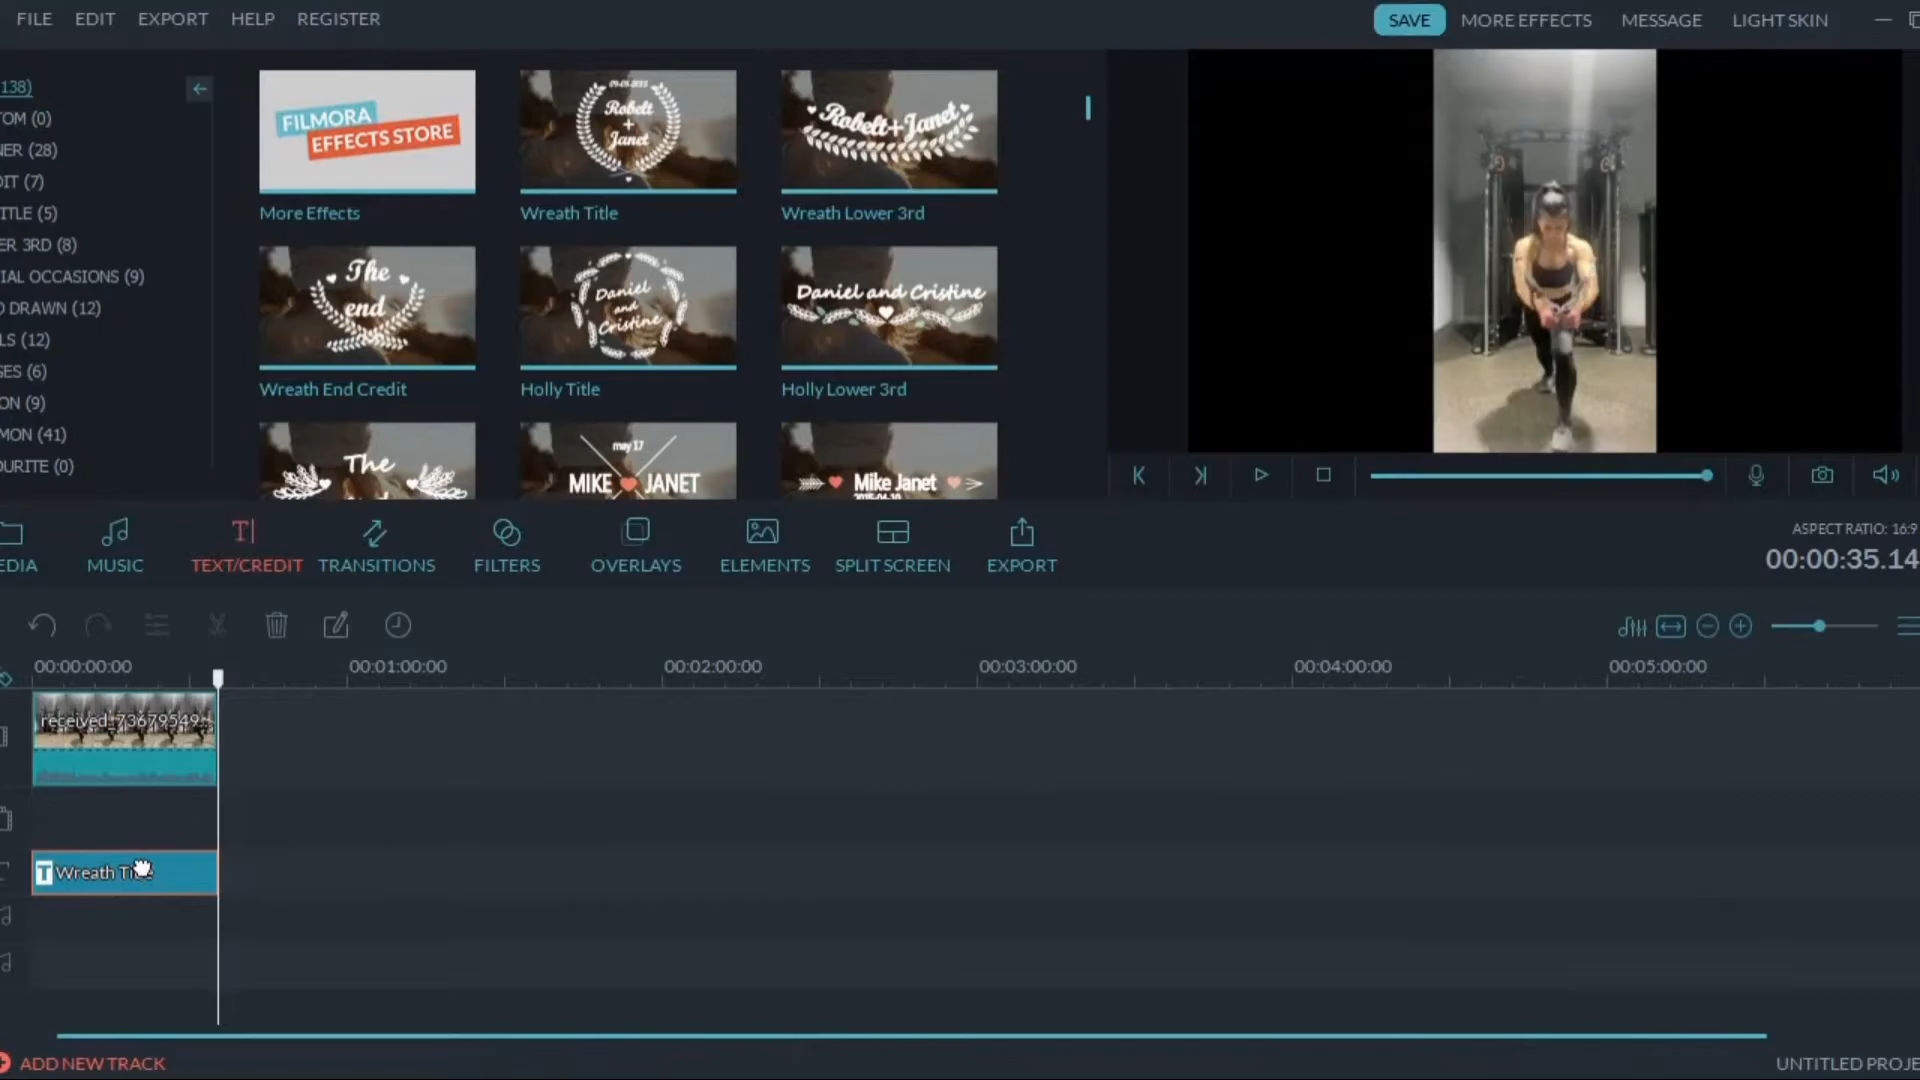 FILE EDIT EXPORT HELP REGISTER
SAVE MORE EFFECTS MESSAGE LIGHT SKIN
138)
TOM (0)
NER (28)
DIT (7)
TITLE (5)
ER 3RD (8)
IAL OCCASIONS (9)
D DRAWN (12)
LS (12)
GES (6)
ON (9)
MON (41)
OURITE (0)
FILMORA
EFFECTS STORE
More Effects
Robelt
+
Janet
Wreath Title
Robelt+Janet
Wreath Lower 3rd
The
end
Wreath End Credit
Daniel
and
Cristine
Holly Title
Daniel and Cristine
Holly Lower 3rd
The
may 17
MIKE JANET
Mike Janet
EDIA MUSIC TEXT/CREDIT TRANSITIONS FILTERS OVERLAYS ELEMENTS SPLIT SCREEN EXPORT
ASPECT RATIO: 16:9
00:00:35.14
00:00:00:00 00:01:00:00 00:02:00:00 00:03:00:00 00:04:00:00 00:05:00:00
received_73679549...
T Wreath Title
ADD NEW TRACK
UNTITLED PROJE